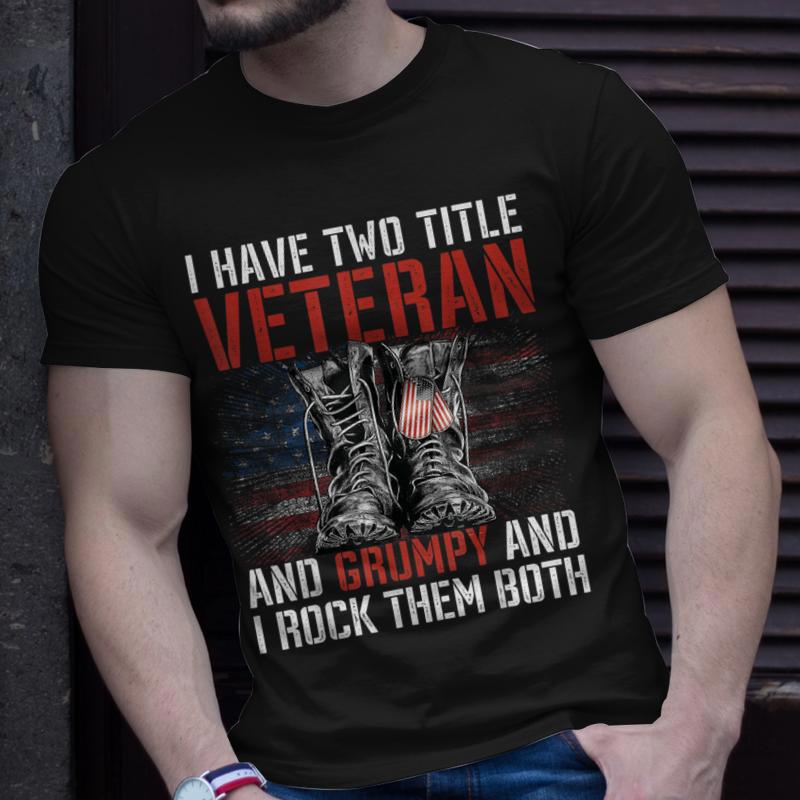 I HAVE TWO TITLE
VETERAN
AND GRUMPY AND
I ROCK THEM BOTH